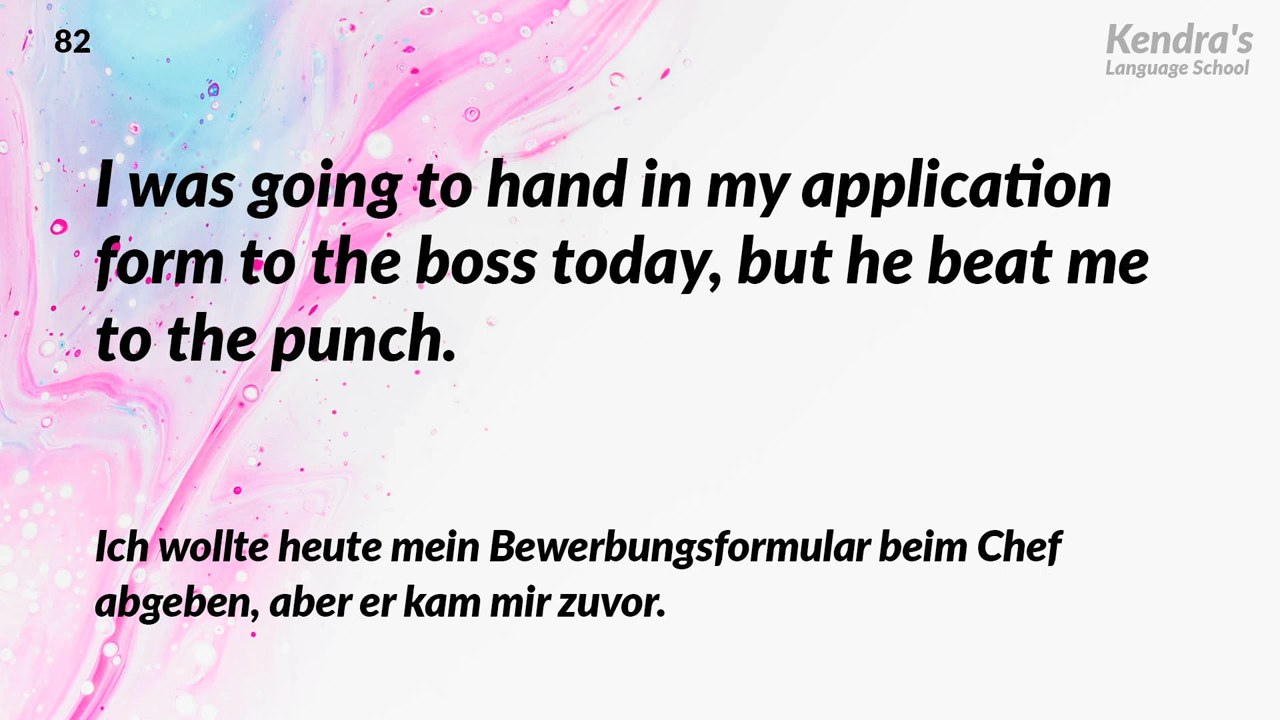 82
Kendra's
Language School
I was going to hand in my application
form to the boss today, but he beat me
to the punch.
Ich wollte heute mein Bewerbungsformular beim Chef
abgeben, aber er kam mir zuvor.